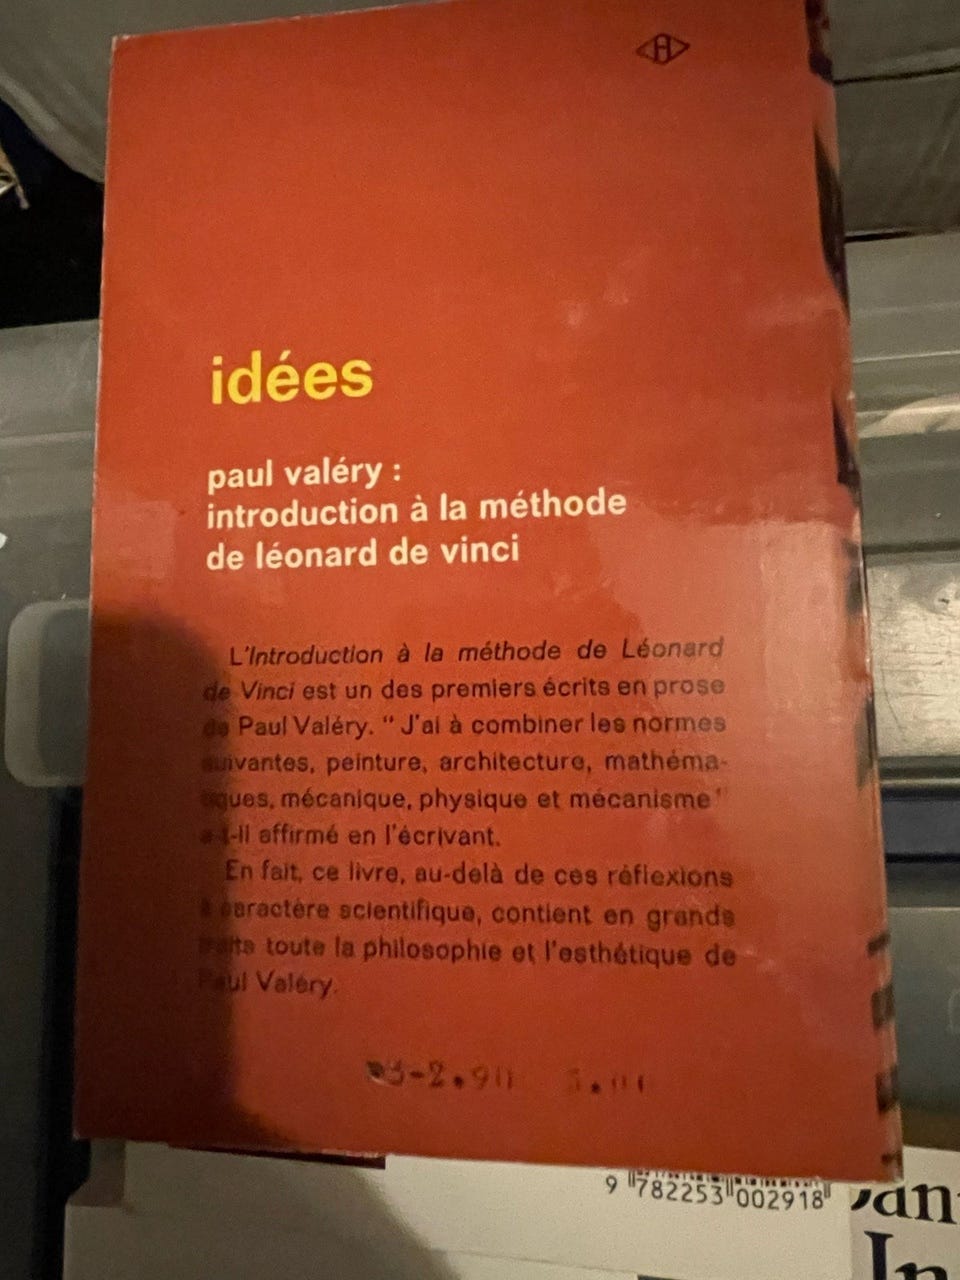 idées
paul valéry :
introduction à la méthode
de léonard de vinci
L'Introduction à la méthode de Léonard
de Vinci est un des premiers écrits en prose
de Paul Valéry. “ J'ai à combiner les normes
suivantes, peinture, architecture, mathéma-
ques, mécanique, physique et mécanisme ”
a-t-il affirmé en l'écrivant.
En fait, ce livre, au-delà de ces réflexions
à caractère scientifique, contient en grands
traits toute la philosophie et l'esthétique de
Paul Valéry.
9 782253 002918